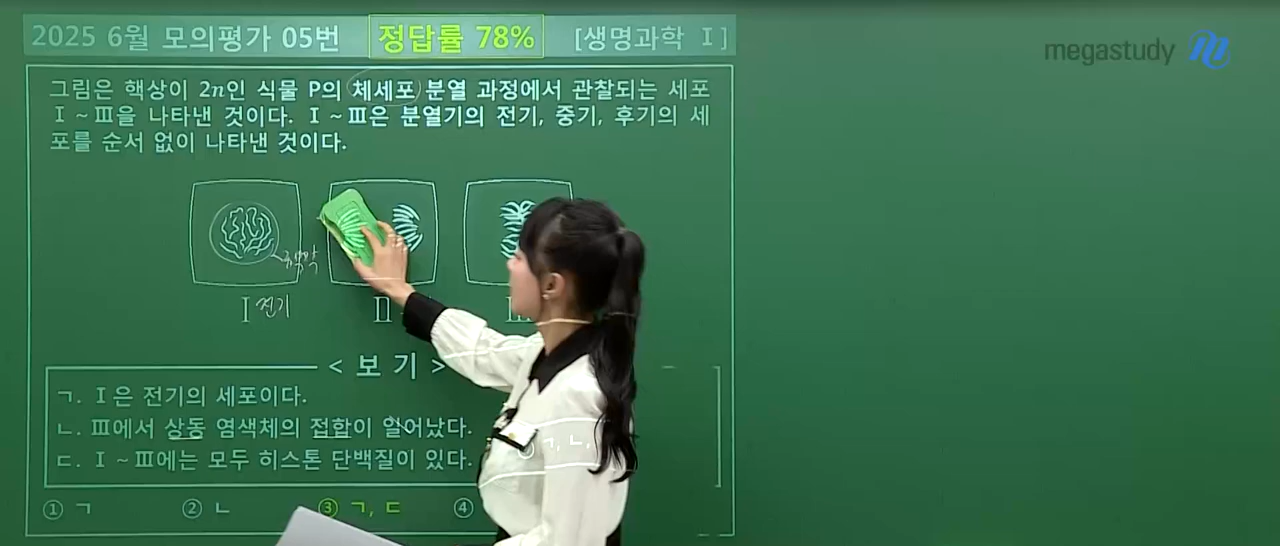 2025 6월 모의평가 05번 정답률 78% [생명과학 Ⅰ]
megastudy
그림은 핵상이 2n인 식물 P의 체세포 분열 과정에서 관찰되는 세포
Ⅰ~Ⅲ을 나타낸 것이다. Ⅰ~Ⅲ은 분열기의 전기, 중기, 후기의 세
포를 순서 없이 나타낸 것이다.
Ⅰ 전기 Ⅱ
<보기>
ㄱ. Ⅰ은 전기의 세포이다.
ㄴ. Ⅲ에서 상동 염색체의 접합이 일어났다.
ㄷ. Ⅰ~Ⅲ에는 모두 히스톤 단백질이 있다.
① ㄱ ② ㄴ ③ ㄱ, ㄷ ④